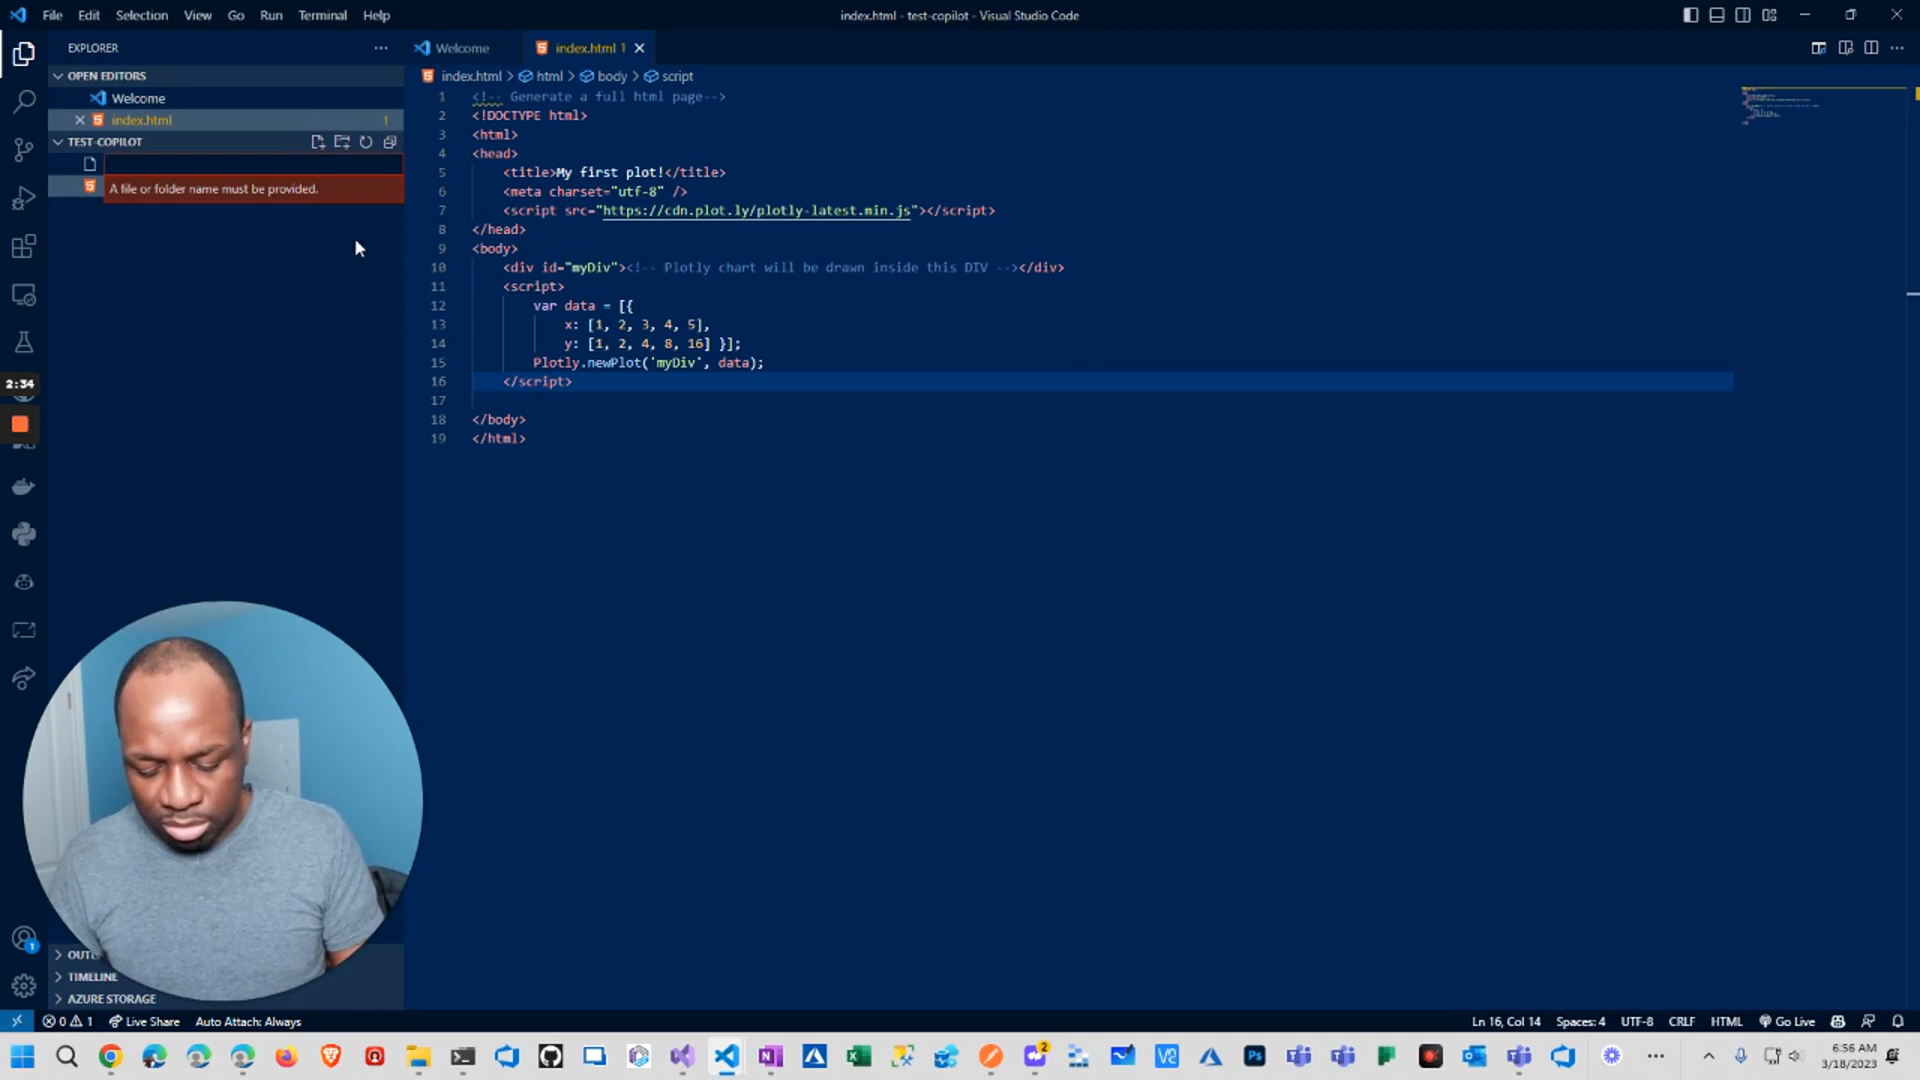 File Edit Selection View Go Run Terminal Help
index.html - test-copilot - Visual Studio Code
EXPLORER
Welcome
index.html 1
OPEN EDITORS
Welcome
index.html 1
TEST-COPILOT
A file or folder name must be provided.
index.html > html > body > script
1 <!-- Generate a full html page-->
2 <!DOCTYPE html>
3 <html>
4 <head>
5 <title>My first plot!</title>
6 <meta charset="utf-8" />
7 <script src="https://cdn.plot.ly/plotly-latest.min.js"></script>
8 </head>
9 <body>
10 <div id="myDiv"><!-- Plotly chart will be drawn inside this DIV --></div>
11 <script>
12 var data = [{
13 x: [1, 2, 3, 4, 5],
14 y: [1, 2, 4, 8, 16] }];
15 Plotly.newPlot('myDiv', data);
16 </script>
17
18 </body>
19 </html>
2:34
1
TIMELINE
AZURE STORAGE
0 1 Live Share Auto Attach: Always
Ln 16, Col 14 Spaces: 4 UTF-8 CRLF HTML Go Live
2
V2
Ps
6:56 AM
3/18/2023